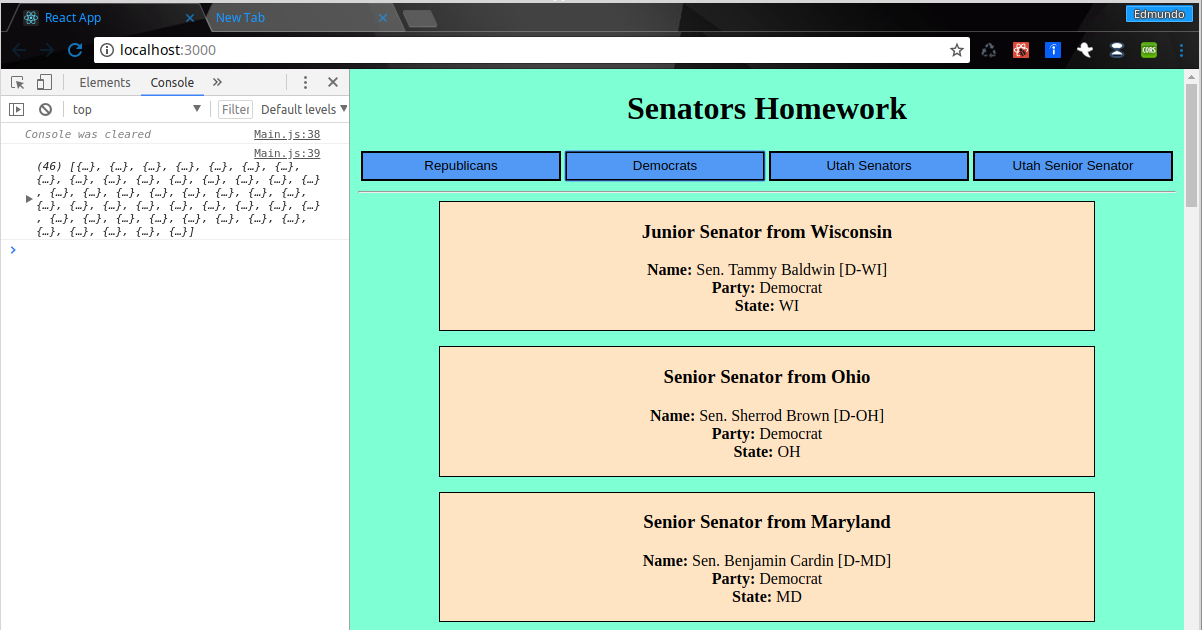 React App
New Tab
Edmundo
localhost:3000
CORS
Elements Console »
top Filter Default levels
Console was cleared Main.js:38
Main.js:39
(46) [{…}, {…}, {…}, {…}, {…}, {…}, {…},
{…}, {…}, {…}, {…}, {…}, {…}, {…}, {…}, {…}
, {…}, {…}, {…}, {…}, {…}, {…}, {…}, {…},
{…}, {…}, {…}, {…}, {…}, {…}, {…}, {…}, {…}
, {…}, {…}, {…}, {…}, {…}, {…}, {…}, {…},
{…}, {…}, {…}, {…}, {…}]
Senators Homework
Republicans
Democrats
Utah Senators
Utah Senior Senator
Junior Senator from Wisconsin
Name: Sen. Tammy Baldwin [D-WI]
Party: Democrat
State: WI
Senior Senator from Ohio
Name: Sen. Sherrod Brown [D-OH]
Party: Democrat
State: OH
Senior Senator from Maryland
Name: Sen. Benjamin Cardin [D-MD]
Party: Democrat
State: MD